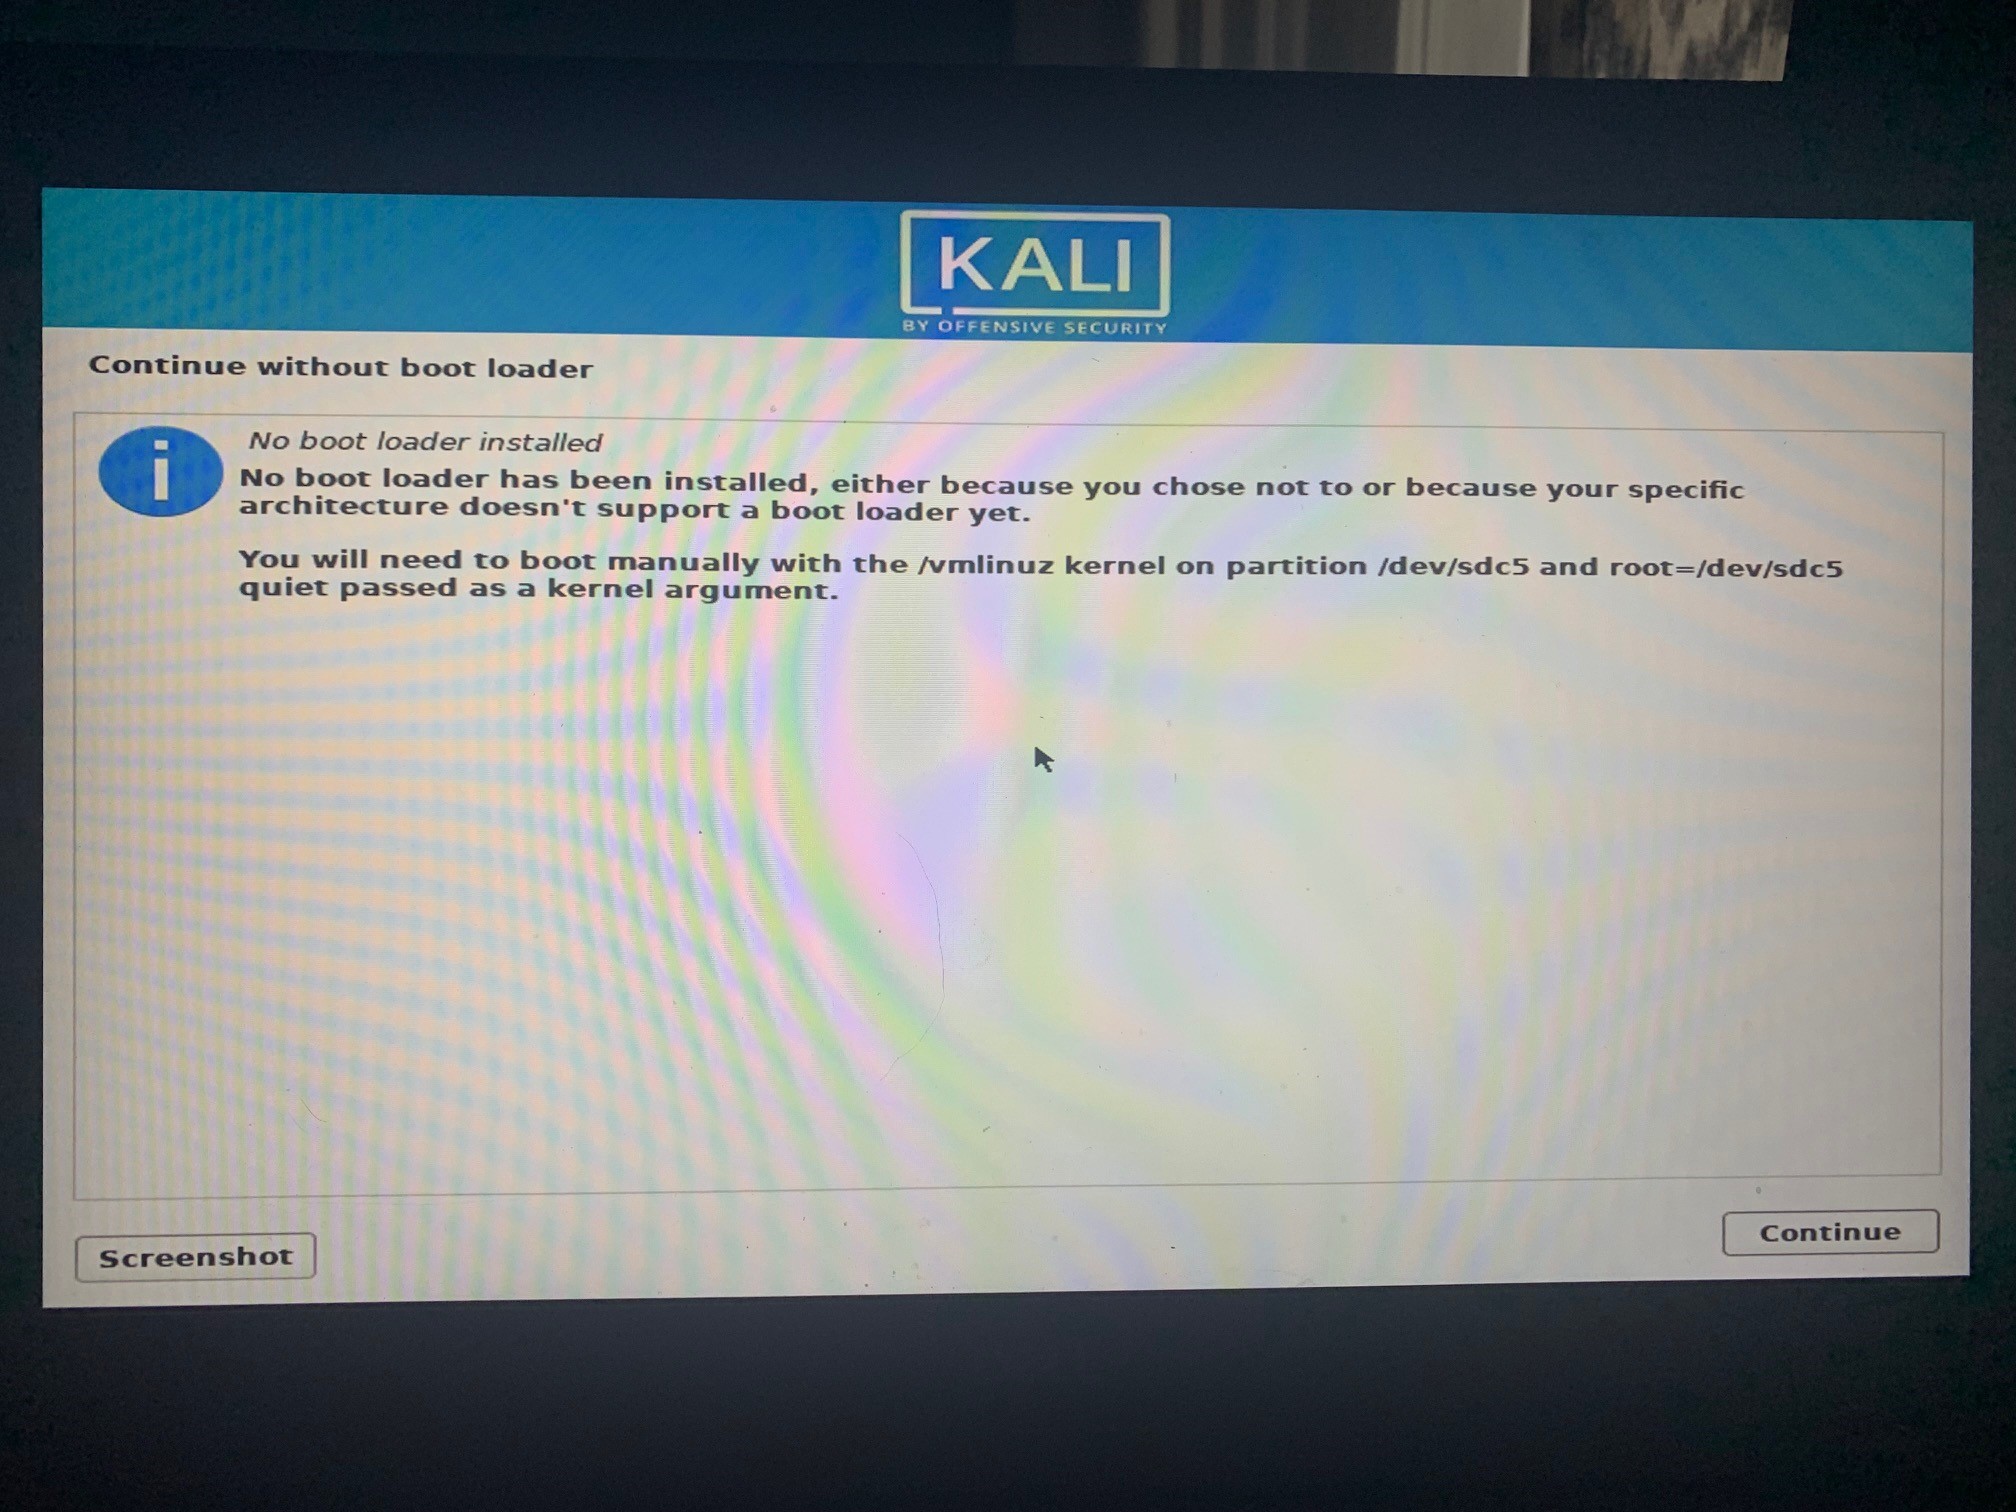 KALI
BY OFFENSIVE SECURITY
Continue without boot loader
No boot loader installed
No boot loader has been installed, either because you chose not to or because your specific
architecture doesn't support a boot loader yet.
You will need to boot manually with the /vmlinuz kernel on partition /dev/sdc5 and root=/dev/sdc5
quiet passed as a kernel argument.
Screenshot
Continue